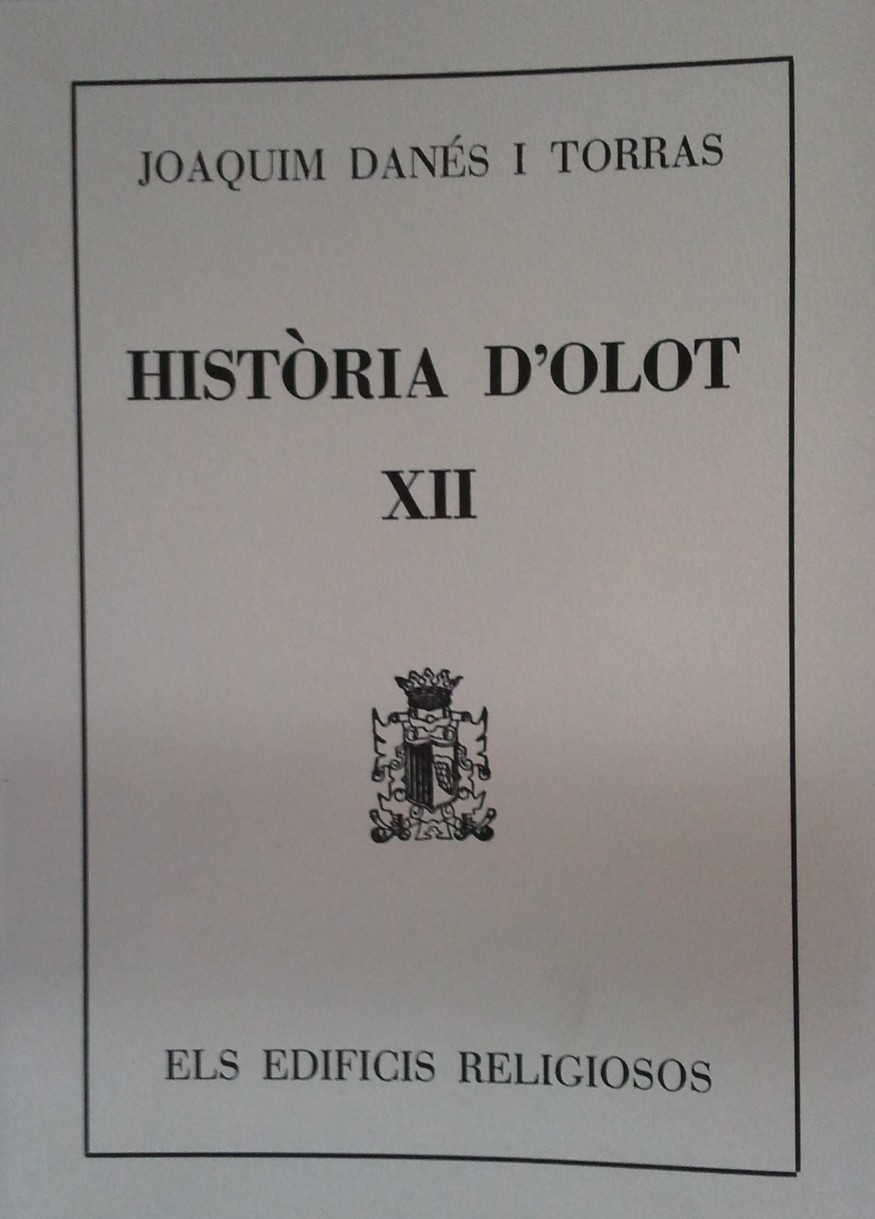 JOAQUIM DANÉS I TORRAS
HISTÒRIA D'OLOT
XII
ELS EDIFICIS RELIGIOSOS